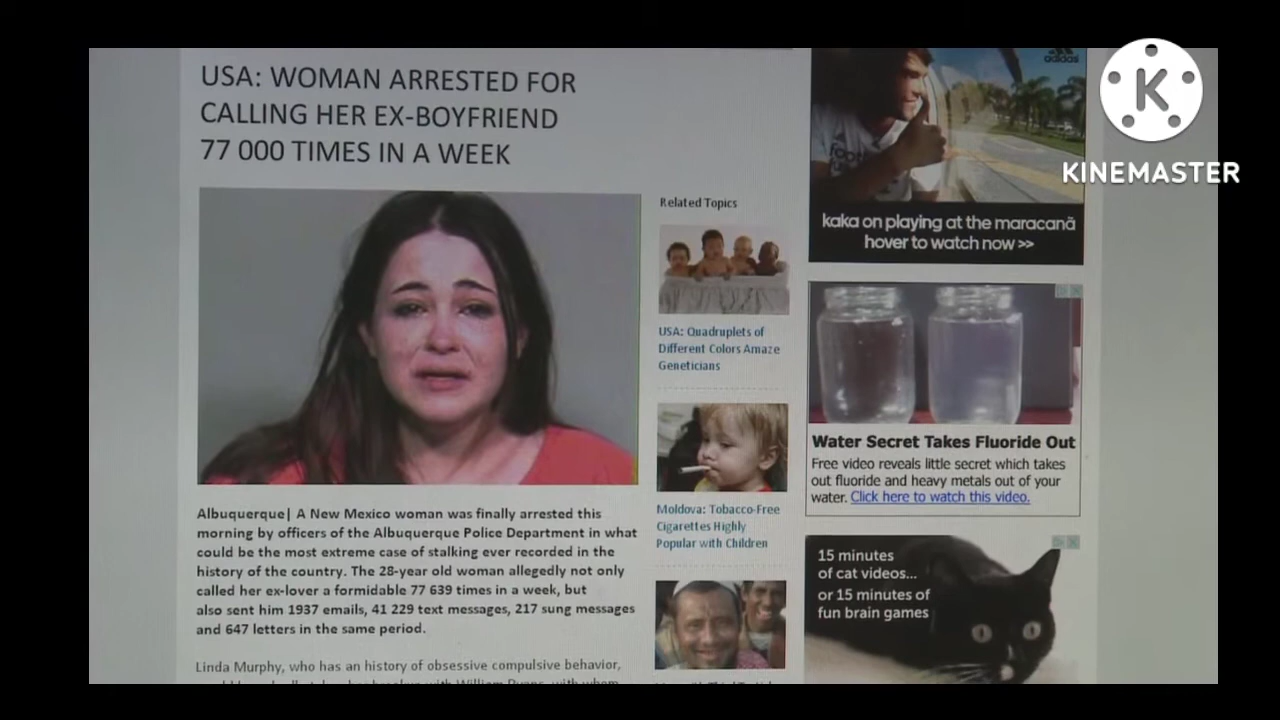 USA: WOMAN ARRESTED FOR
CALLING HER EX-BOYFRIEND
77 000 TIMES IN A WEEK
Albuquerque| A New Mexico woman was finally arrested this
morning by officers of the Albuquerque Police Department in what
could be the most extreme case of stalking ever recorded in the
history of the country. The 28-year old woman allegedly not only
called her ex-lover a formidable 77 639 times in a week, but
also sent him 1937 emails, 41 229 text messages, 217 sung messages
and 647 letters in the same period.
Linda Murphy, who has an history of obsessive compulsive behavior,
Related Topics
USA: Quadruplets of
Different Colors Amaze
Geneticians
Moldova: Tobacco-Free
Cigarettes Highly
Popular with Children
adidas
kaka on playing at the maracanã
hover to watch now >>
Water Secret Takes Fluoride Out
Free video reveals little secret which takes
out fluoride and heavy metals out of your
water. Click here to watch this video.
15 minutes
of cat videos...
or 15 minutes of
fun brain games
K
KINEMASTER